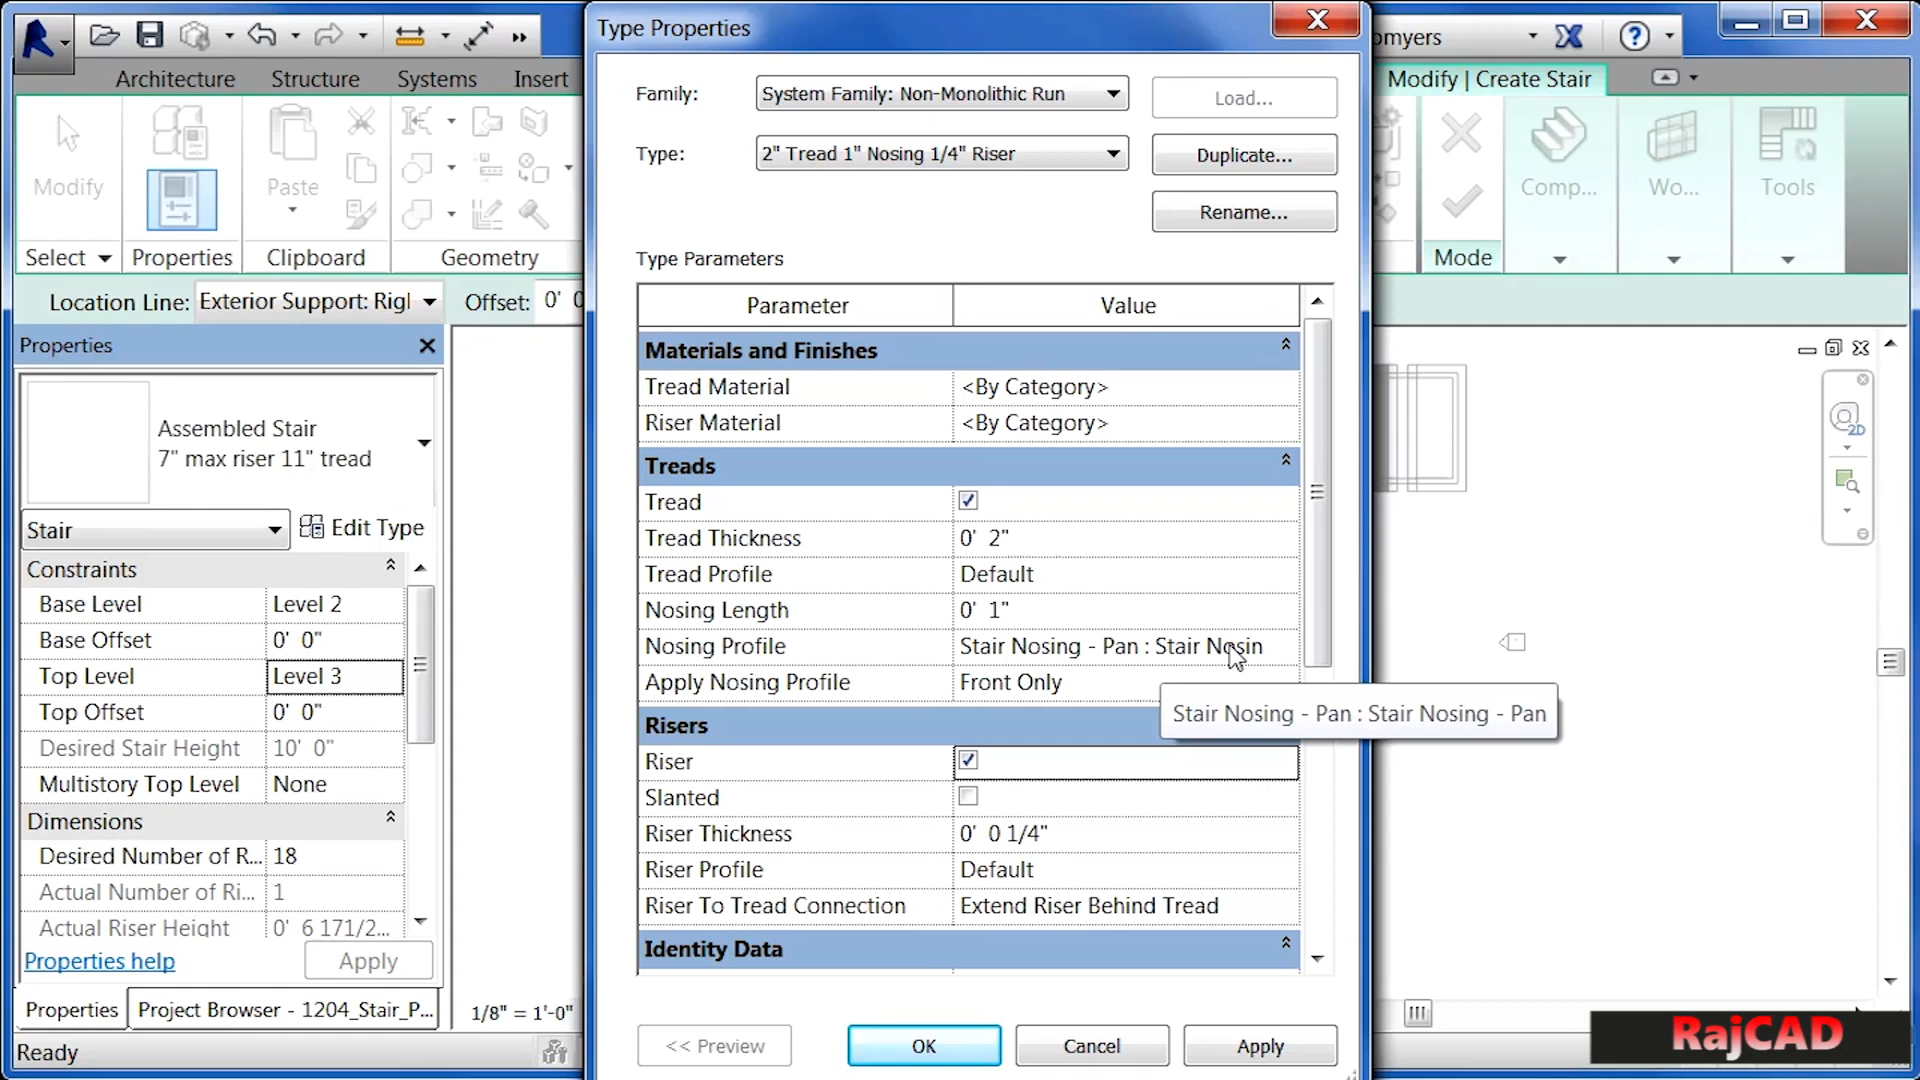 Type Properties
omyers
Architecture Structure Systems Insert
Modify | Create Stair
Modify
Paste
Comp... Wo... Tools
Select Properties Clipboard Geometry
Mode
Location Line: Exterior Support: Rigl Offset: 0' 0
Family: System Family: Non-Monolithic Run Load...
Type: 2" Tread 1" Nosing 1/4" Riser Duplicate...
Rename...
Type Parameters
Parameter Value
Materials and Finishes
Tread Material <By Category>
Riser Material <By Category>
Treads
Tread
Tread Thickness 0' 2"
Tread Profile Default
Nosing Length 0' 1"
Nosing Profile Stair Nosing - Pan : Stair Nosin
Apply Nosing Profile Front Only
Stair Nosing - Pan : Stair Nosing - Pan
Risers
Riser
Slanted
Riser Thickness 0' 0 1/4"
Riser Profile Default
Riser To Tread Connection Extend Riser Behind Tread
Identity Data
<< Preview OK Cancel Apply
Properties
Assembled Stair
7" max riser 11" tread
Stair Edit Type
Constraints
Base Level Level 2
Base Offset 0' 0"
Top Level Level 3
Top Offset 0' 0"
Desired Stair Height 10' 0"
Multistory Top Level None
Dimensions
Desired Number of R... 18
Actual Number of Ri... 1
Actual Riser Height 0' 6 171/2...
Properties help Apply
Properties Project Browser - 1204_Stair_P...
1/8" = 1'-0"
Ready
2D
RajCAD